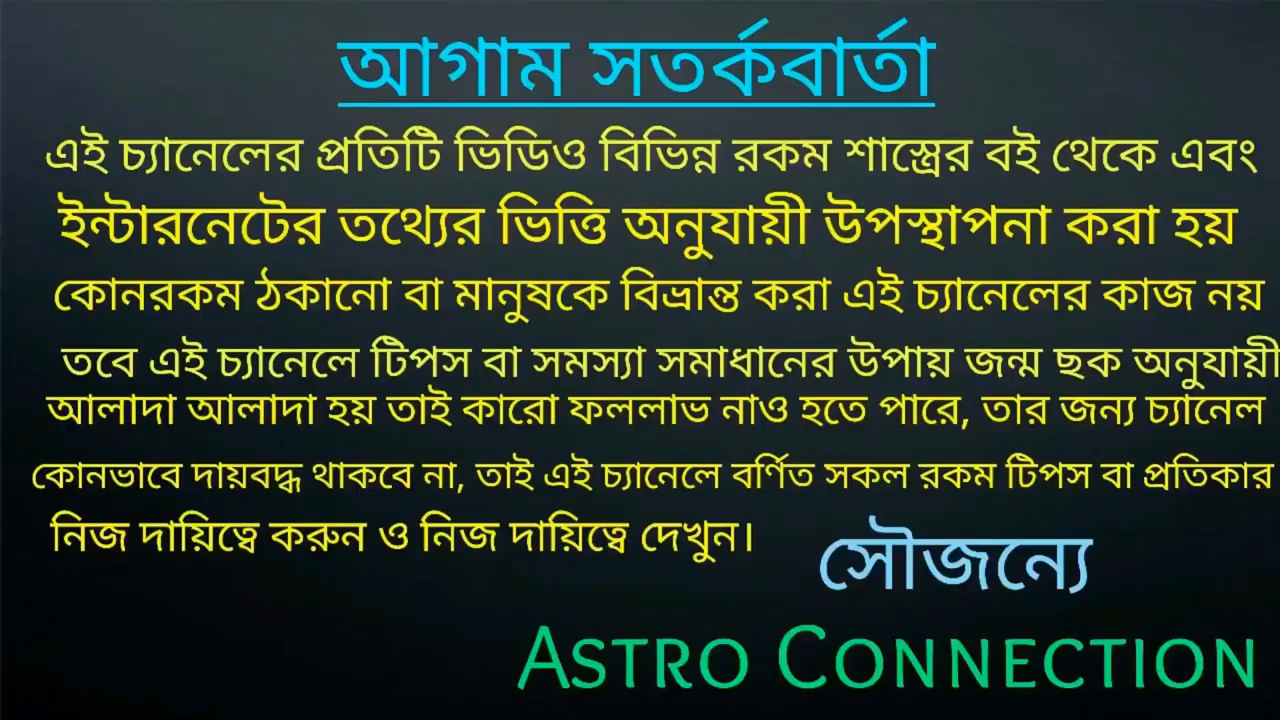 আগাম সতর্কবার্তা
এই চ্যানেলের প্রতিটি ভিডিও বিভিন্ন রকম শাস্ত্রের বই থেকে এবং
ইন্টারনেটের তথ্যের ভিত্তি অনুযায়ী উপস্থাপনা করা হয়
কোনরকম ঠকানো বা মানুষকে বিভ্রান্ত করা এই চ্যানেলের কাজ নয়
তবে এই চ্যানেলে টিপস বা সমস্যা সমাধানের উপায় জন্ম ছক অনুযায়ী
আলাদা আলাদা হয় তাই কারো ফললাভ নাও হতে পারে, তার জন্য চ্যানেল
কোনভাবে দায়বদ্ধ থাকবে না, তাই এই চ্যানেলে বর্ণিত সকল রকম টিপস বা প্রতিকার
নিজ দায়িত্বে করুন ও নিজ দায়িত্বে দেখুন।
সৌজন্যে
ASTRO CONNECTION